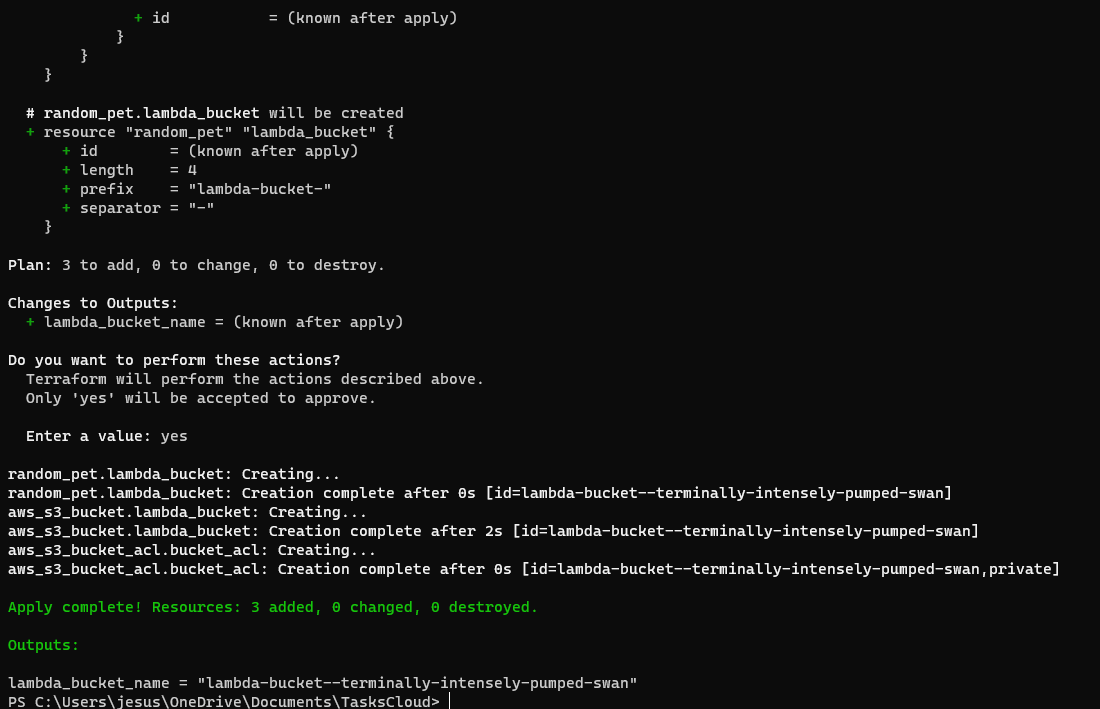 + id           = (known after apply)
}
}
}
# random_pet.lambda_bucket will be created
+ resource "random_pet" "lambda_bucket" {
+ id        = (known after apply)
+ length    = 4
+ prefix    = "lambda-bucket-"
+ separator = "-"
}
Plan: 3 to add, 0 to change, 0 to destroy.
Changes to Outputs:
+ lambda_bucket_name = (known after apply)
Do you want to perform these actions?
Terraform will perform the actions described above.
Only 'yes' will be accepted to approve.
Enter a value: yes
random_pet.lambda_bucket: Creating...
random_pet.lambda_bucket: Creation complete after 0s [id=lambda-bucket--terminally-intensely-pumped-swan]
aws_s3_bucket.lambda_bucket: Creating...
aws_s3_bucket.lambda_bucket: Creation complete after 2s [id=lambda-bucket--terminally-intensely-pumped-swan]
aws_s3_bucket_acl.bucket_acl: Creating...
aws_s3_bucket_acl.bucket_acl: Creation complete after 0s [id=lambda-bucket--terminally-intensely-pumped-swan,private]
Apply complete! Resources: 3 added, 0 changed, 0 destroyed.
Outputs:
lambda_bucket_name = "lambda-bucket--terminally-intensely-pumped-swan"
PS C:\Users\jesus\OneDrive\Documents\TasksCloud>